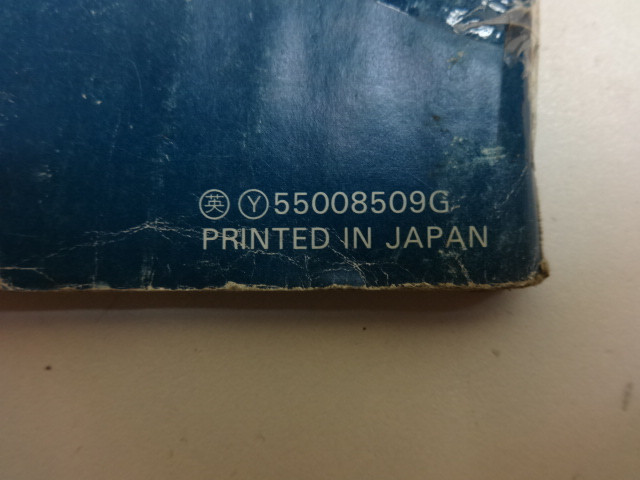 英 Y 55008509G
PRINTED IN JAPAN